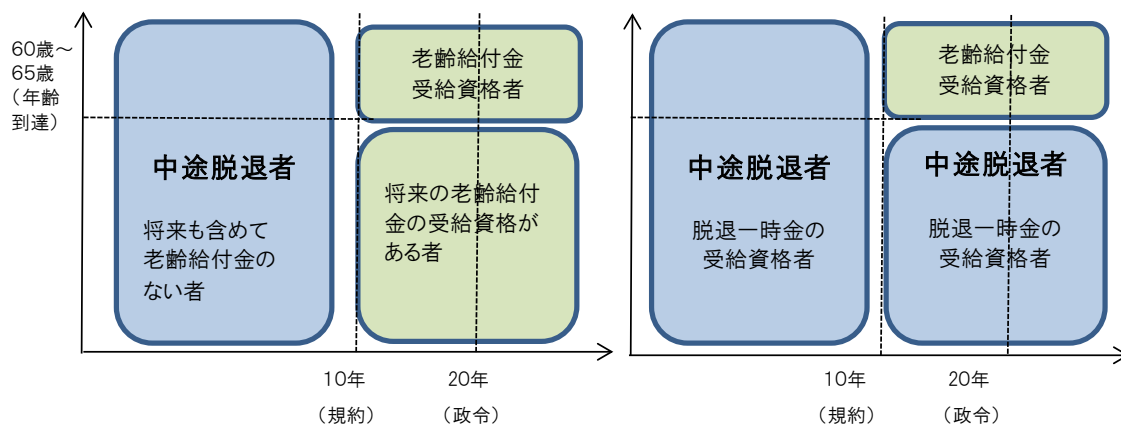 60歳～
65歳
（年齢
到達）
老齢給付金
受給資格者
中途脱退者
将来も含めて
老齢給付金の
ない者
将来の老齢給付
金の受給資格が
ある者
10年
（規約）
20年
（政令）
老齢給付金
受給資格者
中途脱退者
脱退一時金の
受給資格者
中途脱退者
脱退一時金の
受給資格者
10年
（規約）
20年
（政令）